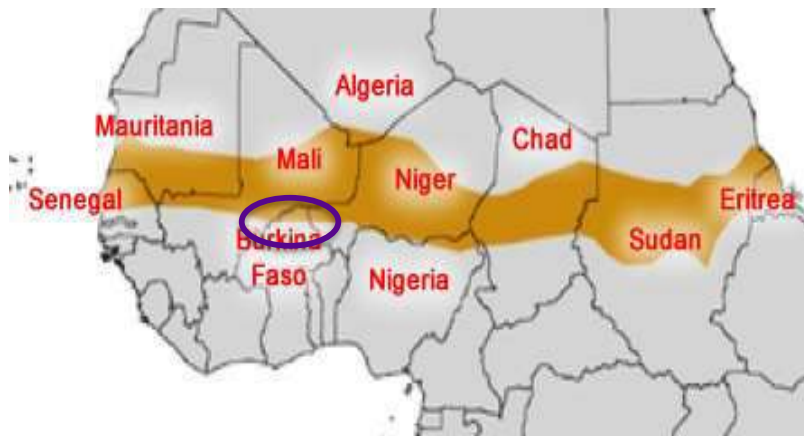 Algeria
Mauritania
Chad
Mali
Niger
Senegal
Eritrea
Burkina
Sudan
Faso
Nigeria